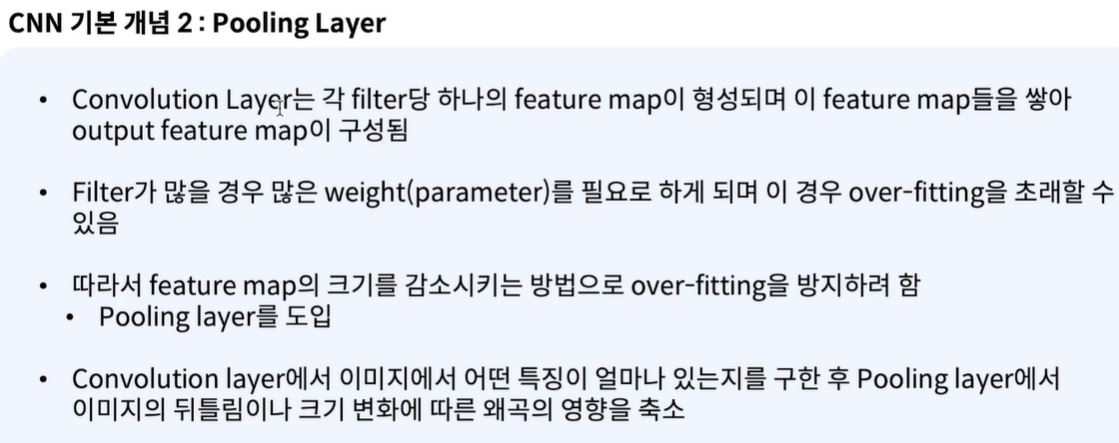 CNN 기본 개념 2 : Pooling Layer
• Convolution Layer는 각 filter당 하나의 feature map이 형성되며 이 feature map들을 쌓아
output feature map이 구성됨
• Filter가 많을 경우 많은 weight(parameter)를 필요로 하게 되며 이 경우 over-fitting을 초래할 수
있음
• 따라서 feature map의 크기를 감소시키는 방법으로 over-fitting을 방지하려 함
• Pooling layer를 도입
• Convolution layer에서 이미지에서 어떤 특징이 얼마나 있는지를 구한 후 Pooling layer에서
이미지의 뒤틀림이나 크기 변화에 따른 왜곡의 영향을 축소